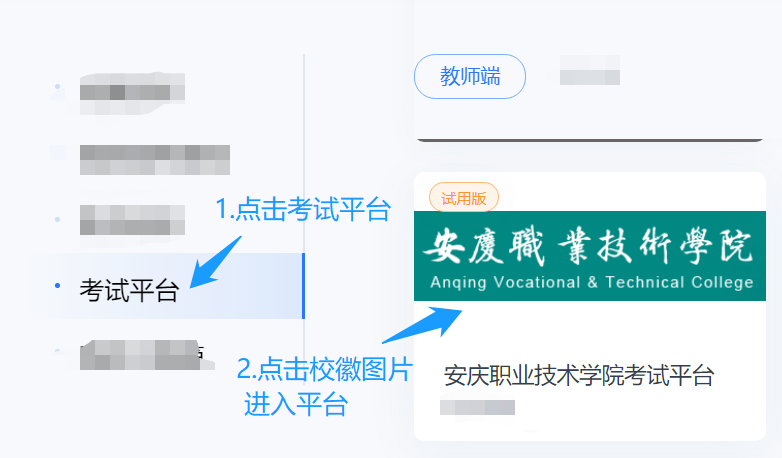 教师端
试用版
1.点击考试平台
安慶職業技術學院
Anqing Vocational & Technical College
考试平台
2.点击校徽图片
进入平台
安庆职业技术学院考试平台